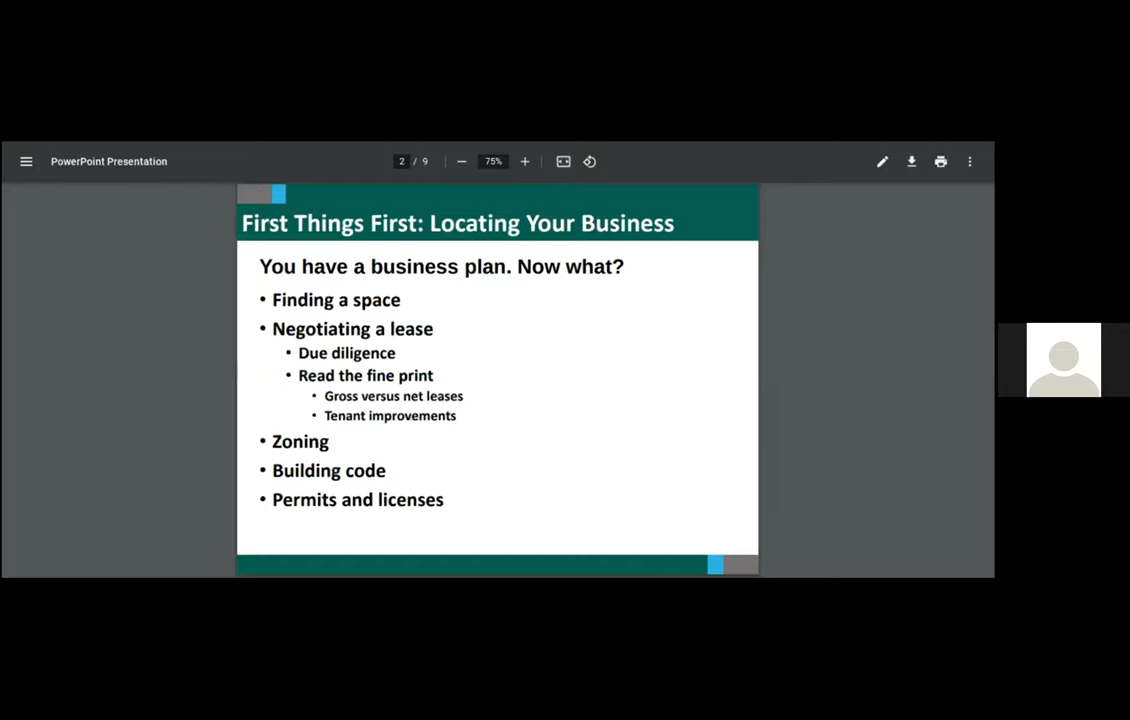 PowerPoint Presentation
2 / 9
75%
First Things First: Locating Your Business
You have a business plan. Now what?
• Finding a space
• Negotiating a lease
• Due diligence
• Read the fine print
• Gross versus net leases
• Tenant improvements
• Zoning
• Building code
• Permits and licenses